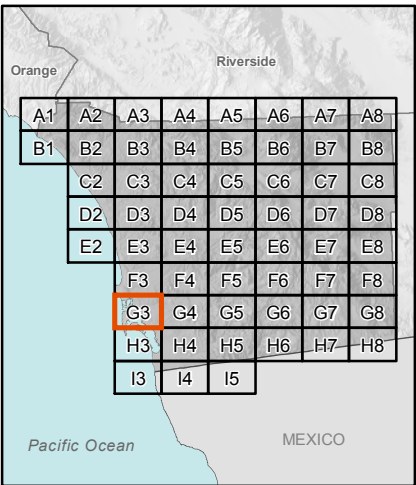 Riverside
Orange
A1 A2 A3 A4 A5 A6 A7 A8
B1 B2 B3 B4 B5 B6 B7 B8
C2 C3 C4 C5 C6 C7 C8
D2 D3 D4 D5 D6 D7 D8
E2 E3 E4 E5 E6 E7 E8
F3 F4 F5 F6 F7 F8
G3 G4 G5 G6 G7 G8
H3 H4 H5 H6 H7 H8
I3 I4 I5
Pacific Ocean MEXICO